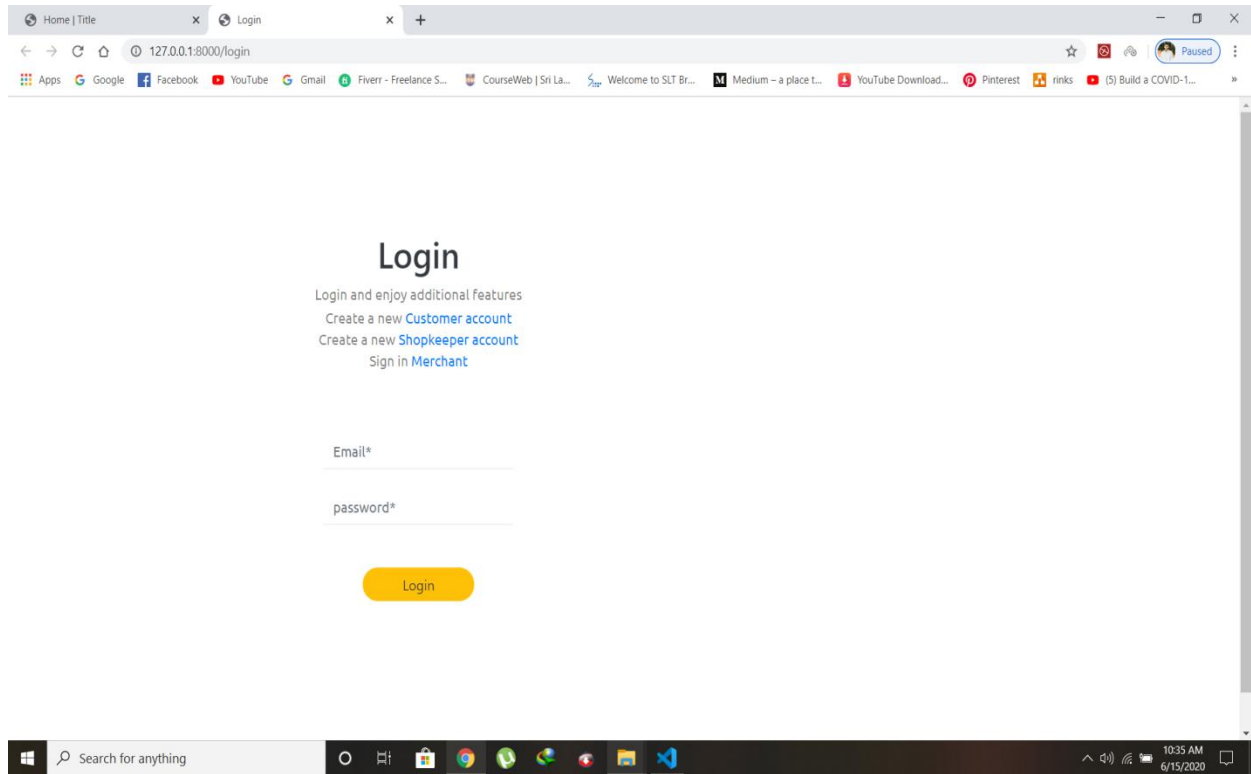 Home | Title
Login
127.0.0.1:8000/login
Paused
Apps
Google
Facebook
YouTube
Gmail
Fiverr - Freelance S...
CourseWeb | Sri La...
Welcome to SLT Br...
Medium – a place t...
YouTube Download...
Pinterest
rinks
(5) Build a COVID-1...
»
Login
Login and enjoy additional features
Create a new Customer account
Create a new Shopkeeper account
Sign in Merchant
Email*
password*
Login
Search for anything
10:35 AM
6/15/2020